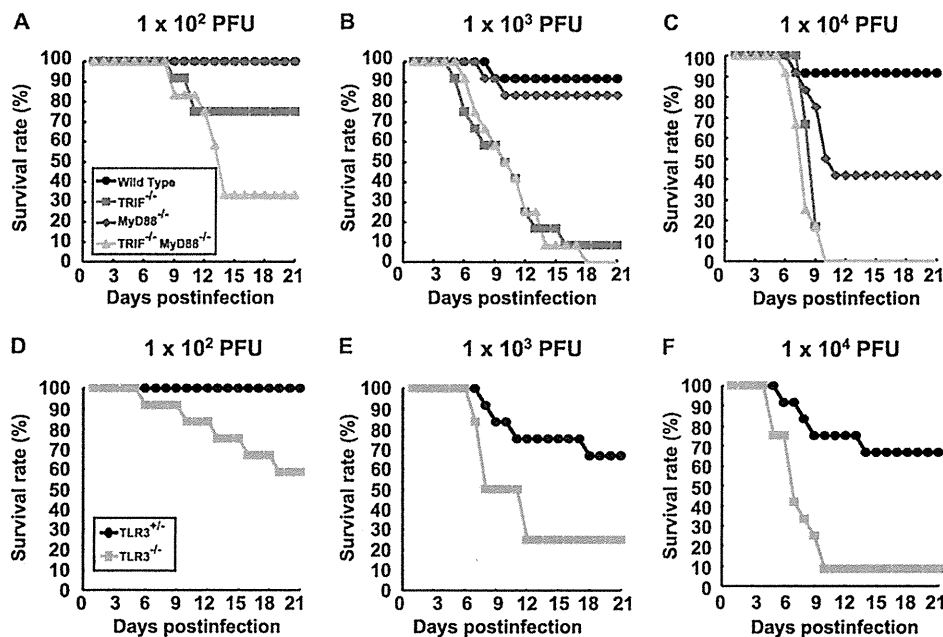 A
1 x 10² PFU
Survival rate (%)
100
90
80
70
60
50
40
30
20
10
0
Wild Type
TRIF⁻/⁻
MyD88⁻/⁻
TRIF⁻/⁻ MyD88⁻/⁻
0 3 6 9 12 15 18 21
Days postinfection
B
1 x 10³ PFU
Survival rate (%)
100
90
80
70
60
50
40
30
20
10
0
0 3 6 9 12 15 18 21
Days postinfection
C
1 x 10⁴ PFU
Survival rate (%)
100
90
80
70
60
50
40
30
20
10
0
0 3 6 9 12 15 18 21
Days postinfection
D
1 x 10² PFU
Survival rate (%)
100
90
80
70
60
50
40
30
20
10
0
TLR3⁺/⁻
TLR3⁻/⁻
0 3 6 9 12 15 18 21
Days postinfection
E
1 x 10³ PFU
Survival rate (%)
100
90
80
70
60
50
40
30
20
10
0
0 3 6 9 12 15 18 21
Days postinfection
F
1 x 10⁴ PFU
Survival rate (%)
100
90
80
70
60
50
40
30
20
10
0
0 3 6 9 12 15 18 21
Days postinfection